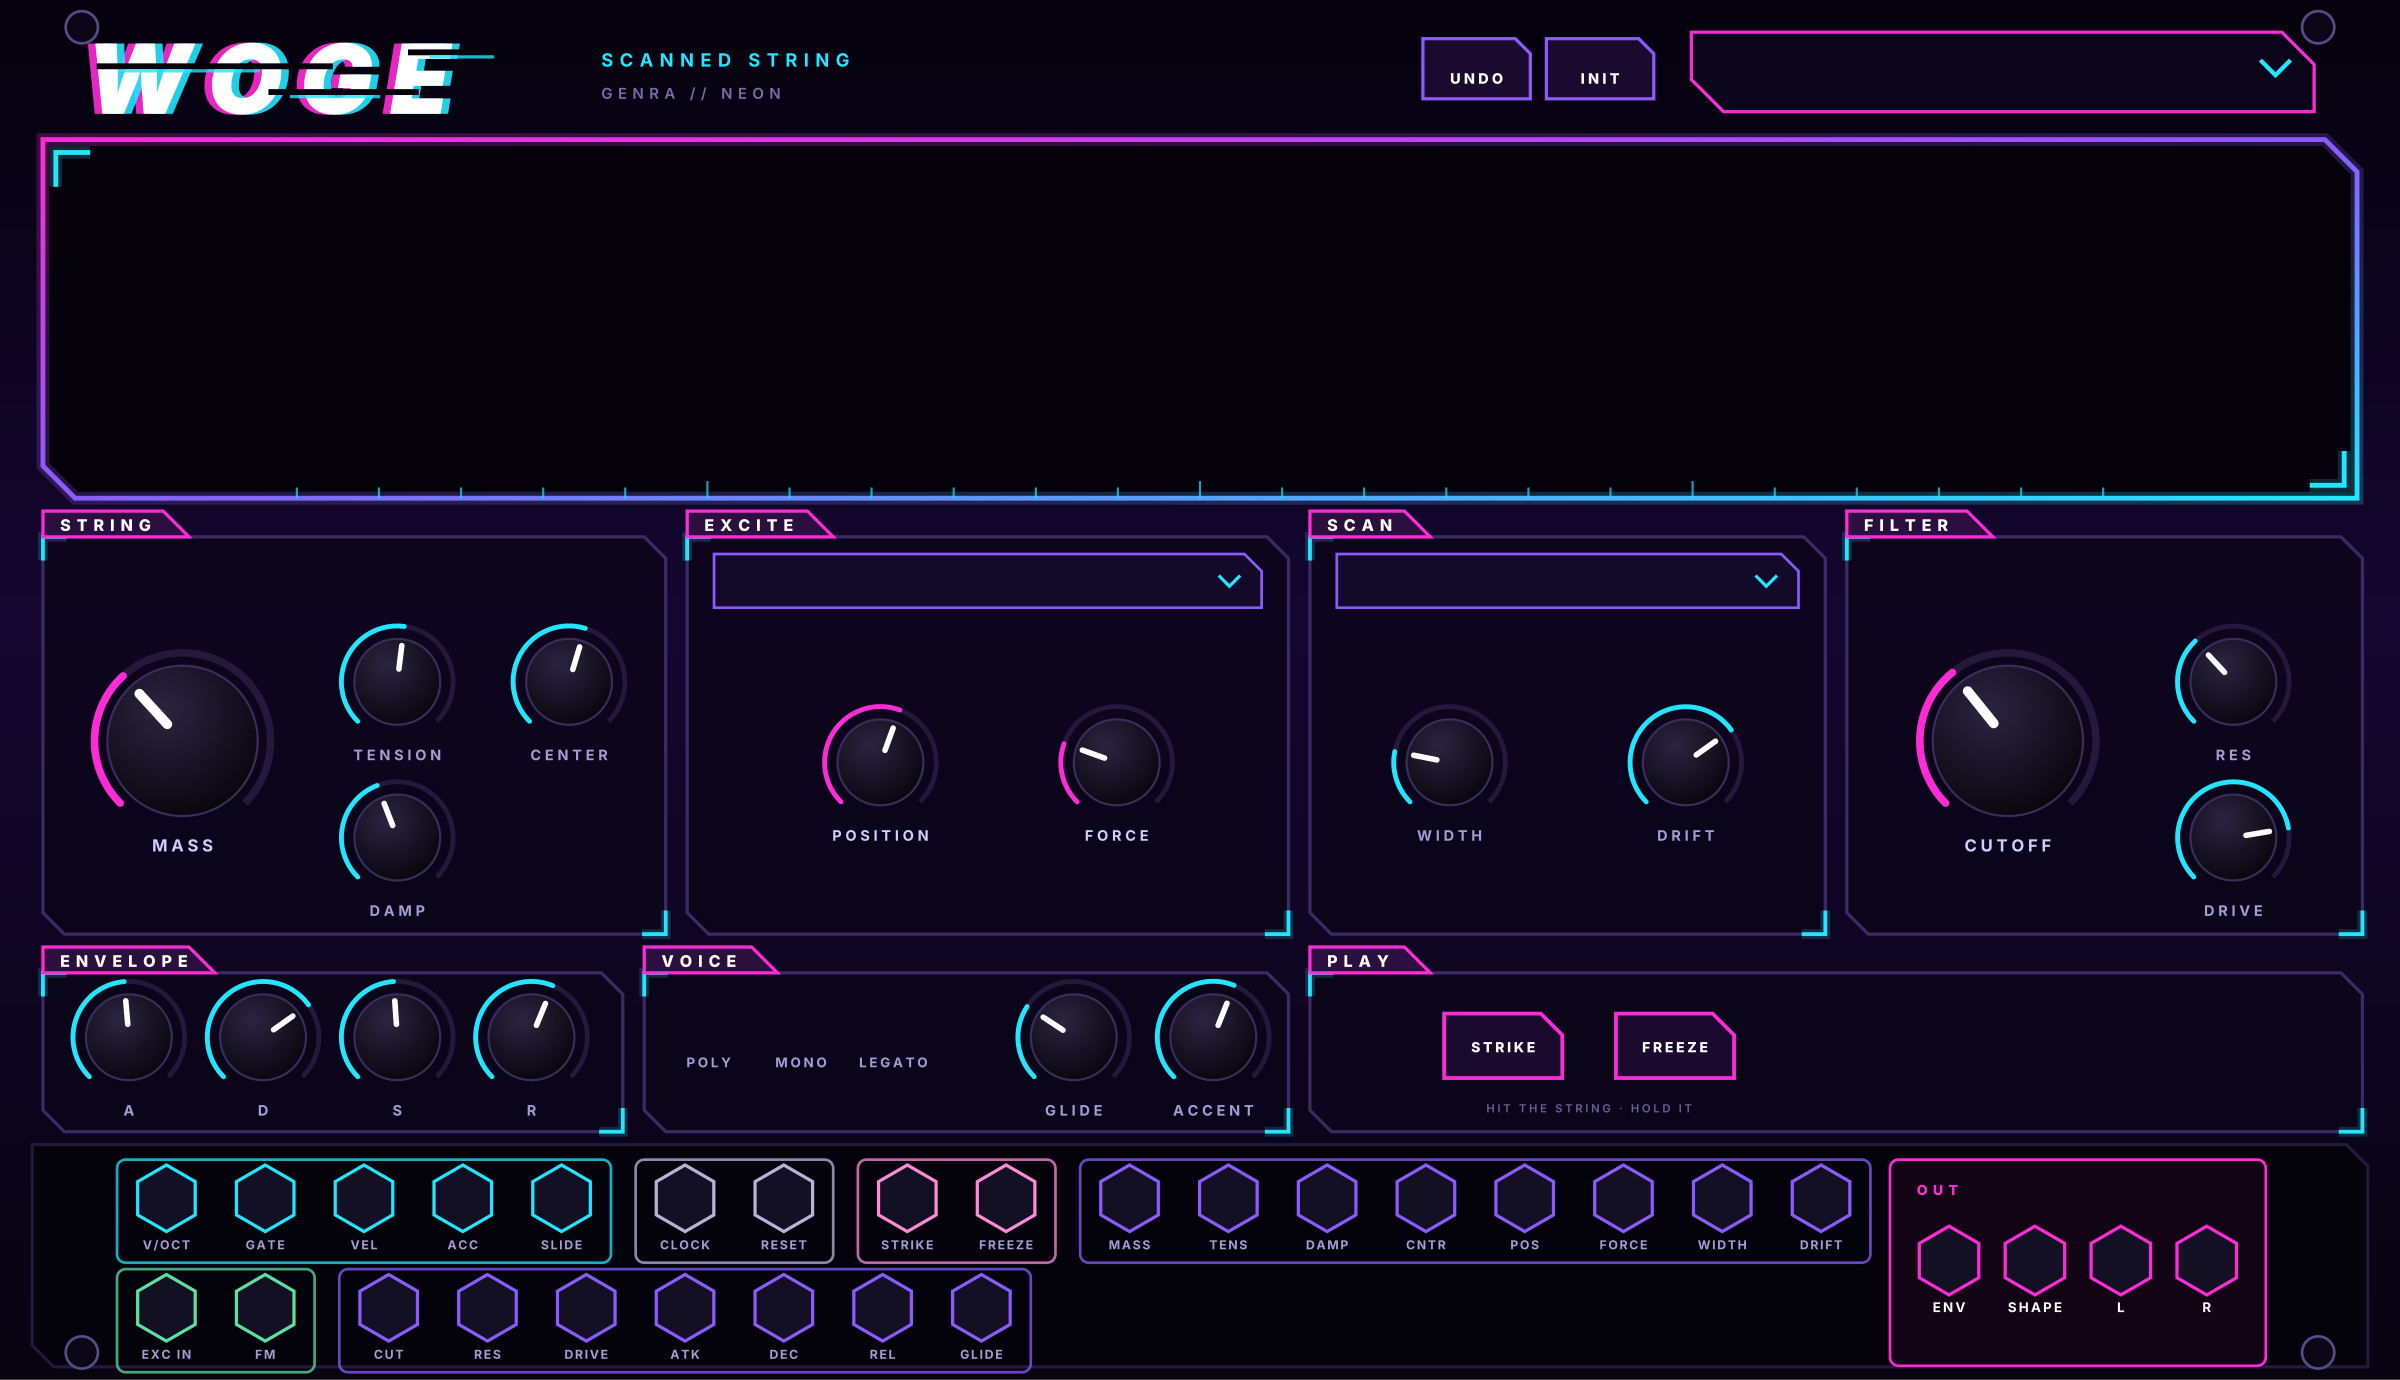 WOGE
SCANNED STRING
GENRA // NEON
UNDO
INIT
STRING
EXCITE
SCAN
FILTER
MASS
TENSION
CENTER
DAMP
POSITION
FORCE
WIDTH
DRIFT
CUTOFF
RES
DRIVE
ENVELOPE
VOICE
PLAY
A
D
S
R
POLY
MONO
LEGATO
GLIDE
ACCENT
STRIKE
FREEZE
HIT THE STRING · HOLD IT
V/OCT
GATE
VEL
ACC
SLIDE
CLOCK
RESET
STRIKE
FREEZE
MASS
TENS
DAMP
CNTR
POS
FORCE
WIDTH
DRIFT
OUT
ENV
SHAPE
L
R
EXC IN
FM
CUT
RES
DRIVE
ATK
DEC
REL
GLIDE